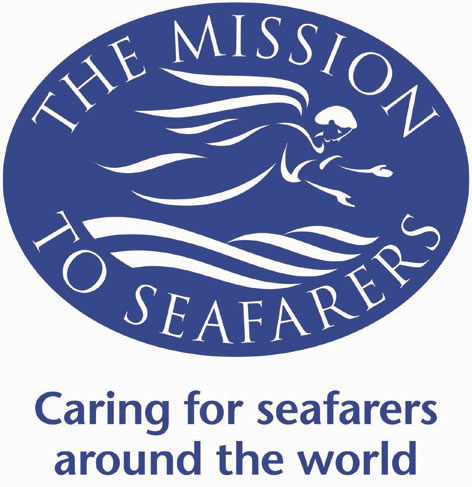 THE MISSION
TO SEAFARERS
Caring for seafarers
around the world